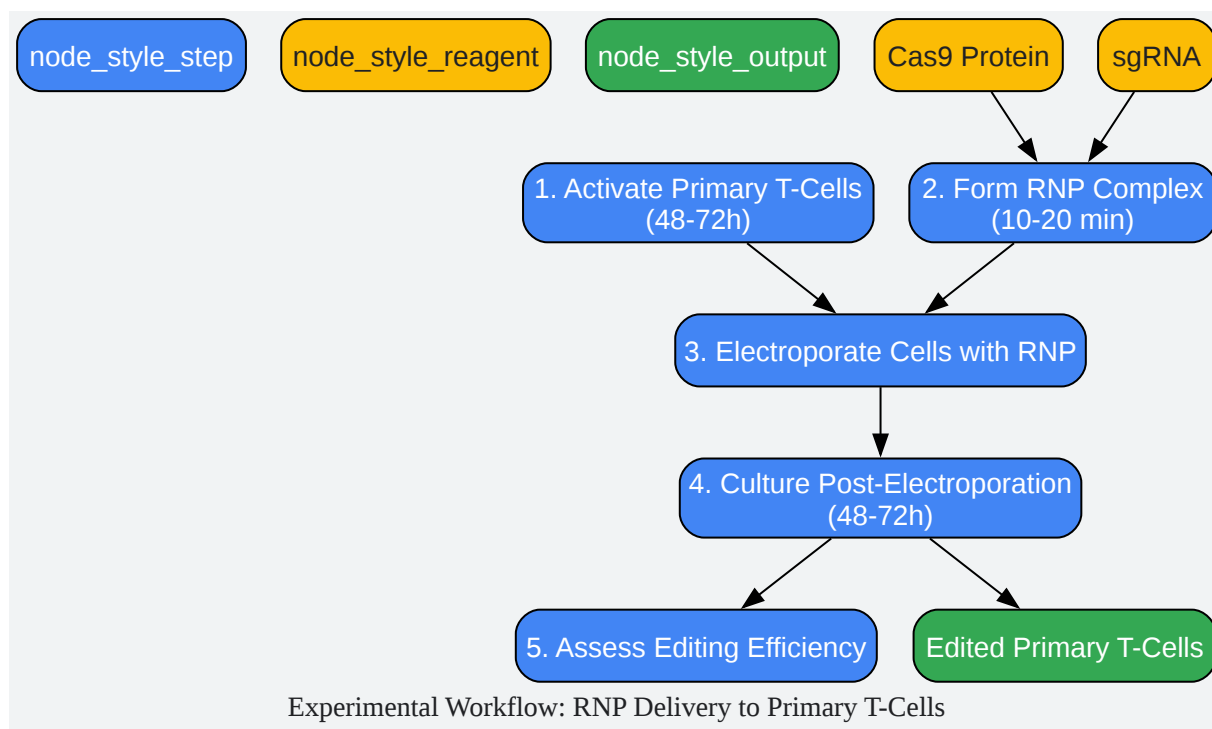 node_style_step
node_style_reagent
node_style_output
Cas9 Protein
sgRNA
1. Activate Primary T-Cells
(48-72h)
2. Form RNP Complex
(10-20 min)
3. Electroporate Cells with RNP
4. Culture Post-Electroporation
(48-72h)
5. Assess Editing Efficiency
Edited Primary T-Cells
Experimental Workflow: RNP Delivery to Primary T-Cells